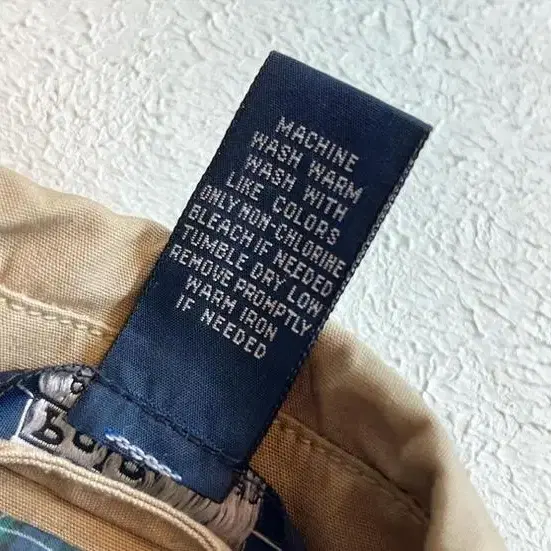 MACHINE
WASH WARM
WASH WITH
LIKE COLORS
ONLY NON-CHLORINE
BLEACH IF NEEDED
TUMBLE DRY LOW
REMOVE PROMPTLY
WARM IRON
IF NEEDED